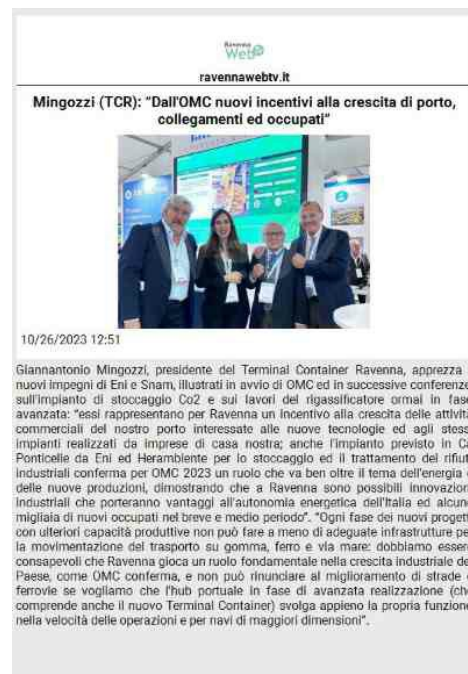 Ravenna
Web
ravennawebtv.it
Mingozzi (TCR): “Dall'OMC nuovi incentivi alla crescita di porto,
collegamenti ed occupati”
10/26/2023 12:51
Giannantonio Mingozzi, presidente del Terminal Container Ravenna, apprezza
nuovi impegni di Eni e Snam, illustrati in avvio di OMC ed in successive conferenze
sull'impianto di stoccaggio Co2 e sui lavori del rigassificatore ormai in fase
avanzata: “essi rappresentano per Ravenna un incentivo alla crescita delle attività
commerciali del nostro porto interessate alle nuove tecnologie ed agli stess
impianti realizzati da imprese di casa nostra; anche l'impianto previsto in Ca
Ponticelle da Eni ed Herambiente per lo stoccaggio ed il trattamento dei rifiut
industriali conferma per OMC 2023 un ruolo che va ben oltre il tema dell'energia e
delle nuove produzioni, dimostrando che a Ravenna sono possibili innovazion
industriali che porteranno vantaggi all'autonomia energetica dell'Italia ed alcune
migliaia di nuovi occupati nel breve e medio periodo”. “Ogni fase dei nuovi progett
con ulteriori capacità produttive non può fare a meno di adeguate infrastrutture pe
la movimentazione del trasporto su gomma, ferro e via mare: dobbiamo essere
consapevoli che Ravenna gioca un ruolo fondamentale nella crescita industriale de
Paese, come OMC conferma, e non può rinunciare al miglioramento di strade e
ferrovie se vogliamo che l'hub portuale in fase di avanzata realizzazione (che
comprende anche il nuovo Terminal Container) svolga appieno la propria funzione
nella velocità delle operazioni e per navi di maggiori dimensioni”.